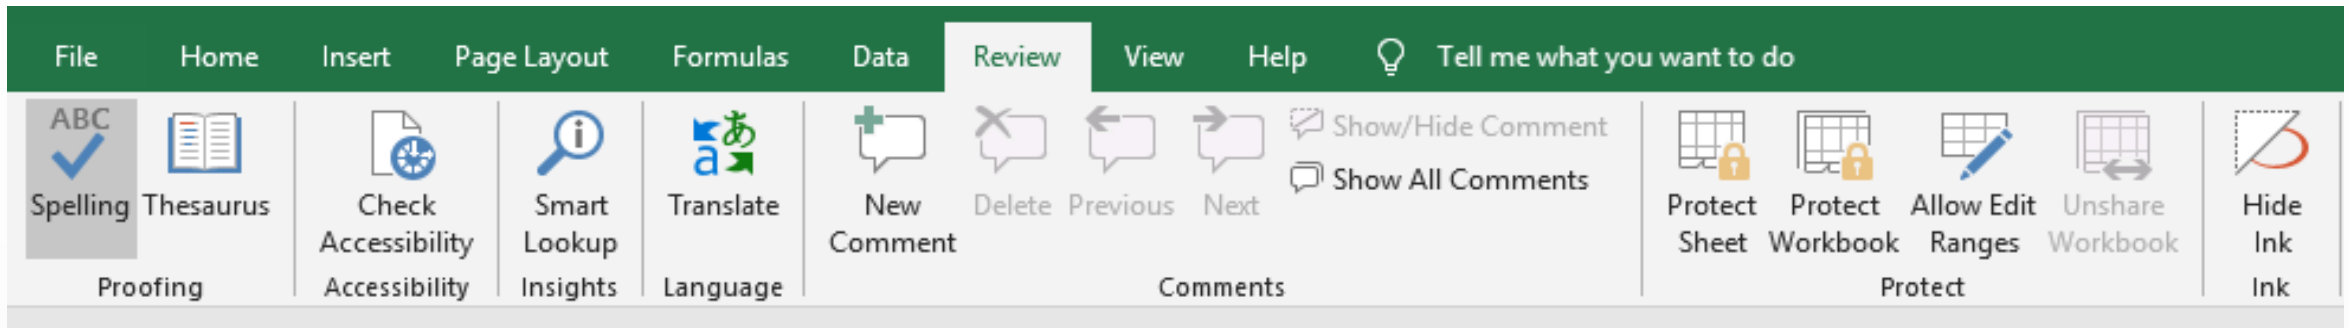 File Home Insert Page Layout Formulas Data Review View Help Tell me what you want to do
ABC
Spelling Thesaurus
Proofing
Check
Accessibility
Accessibility
Smart
Lookup
Insights
あ
a
Translate
Language
New
Comment
Delete Previous Next
Show/Hide Comment
Show All Comments
Comments
Protect
Sheet
Protect
Workbook
Allow Edit
Ranges
Unshare
Workbook
Protect
Hide
Ink
Ink